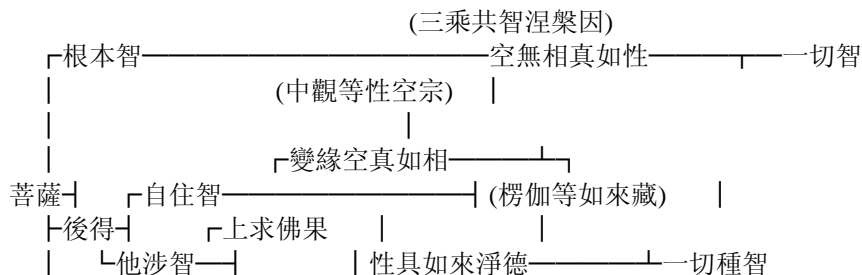 (三乘共智涅槃因)
┌根本智────────────────空無相真如性────┬──一切智
│ (中觀等性空宗) │
│ │
│ ┌變緣空真如相────┴┐
菩薩┤ ┌自住智────────────┤(楞伽等如來藏) │
├後得┤ ┌上求佛果 │ │
│ └他涉智──┤ │性具如來淨德─────┴─一切種智